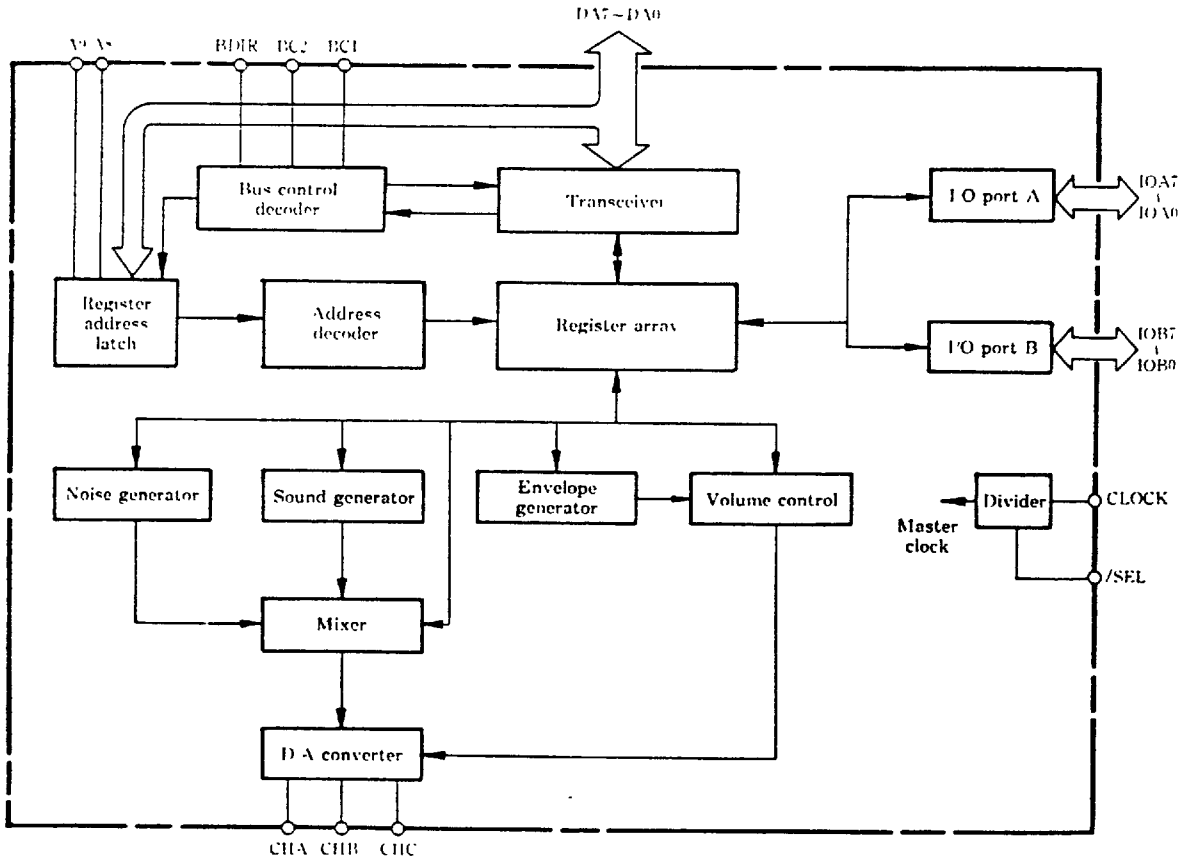 DA7~DA0
A9 A8 BDIR BC2 BC1
Bus control
decoder
Transceiver
I/O port A
IOA7
IOA0
Register
address
latch
Address
decoder
Register array
I/O port B
IOB7
IOB0
Noise generator
Sound generator
Envelope
generator
Volume control
Divider
CLOCK
Master
clock
/SEL
Mixer
D-A converter
CHA CHB CHC